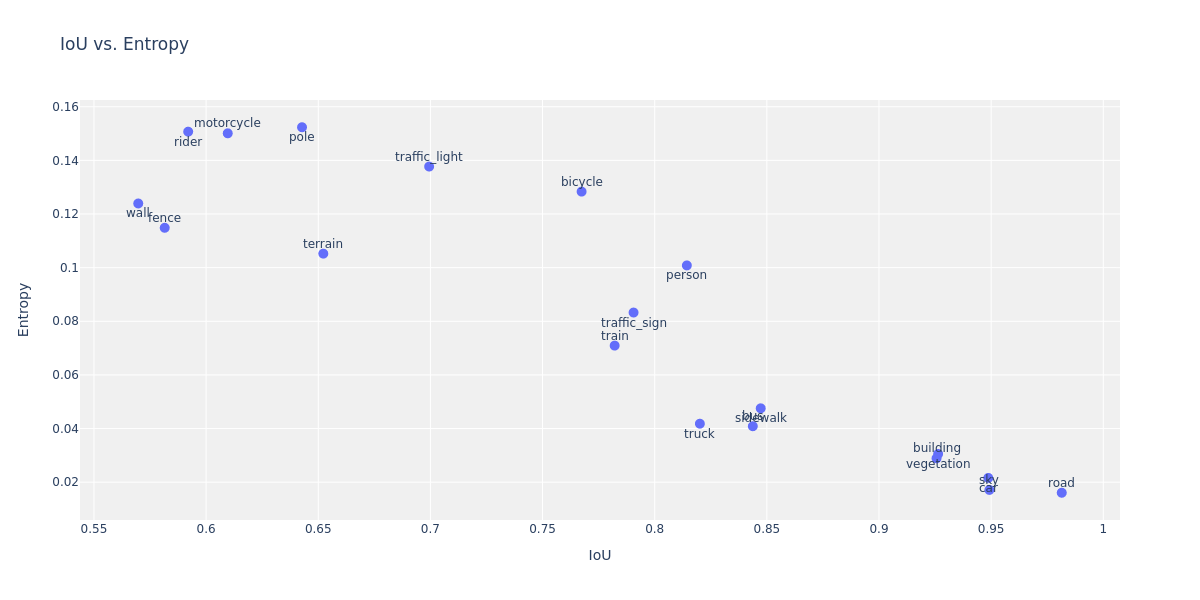 IoU vs. Entropy
0.16
motorcycle
rider
pole
0.14
traffic_light
bicycle
0.12
wall
fence
terrain
0.1
person
0.08
traffic_sign
train
0.06
bus
sidewalk
0.04
truck
building
vegetation
0.02
sky
car
road
Entropy
0.55
0.6
0.65
0.7
0.75
0.8
0.85
0.9
0.95
1
IoU